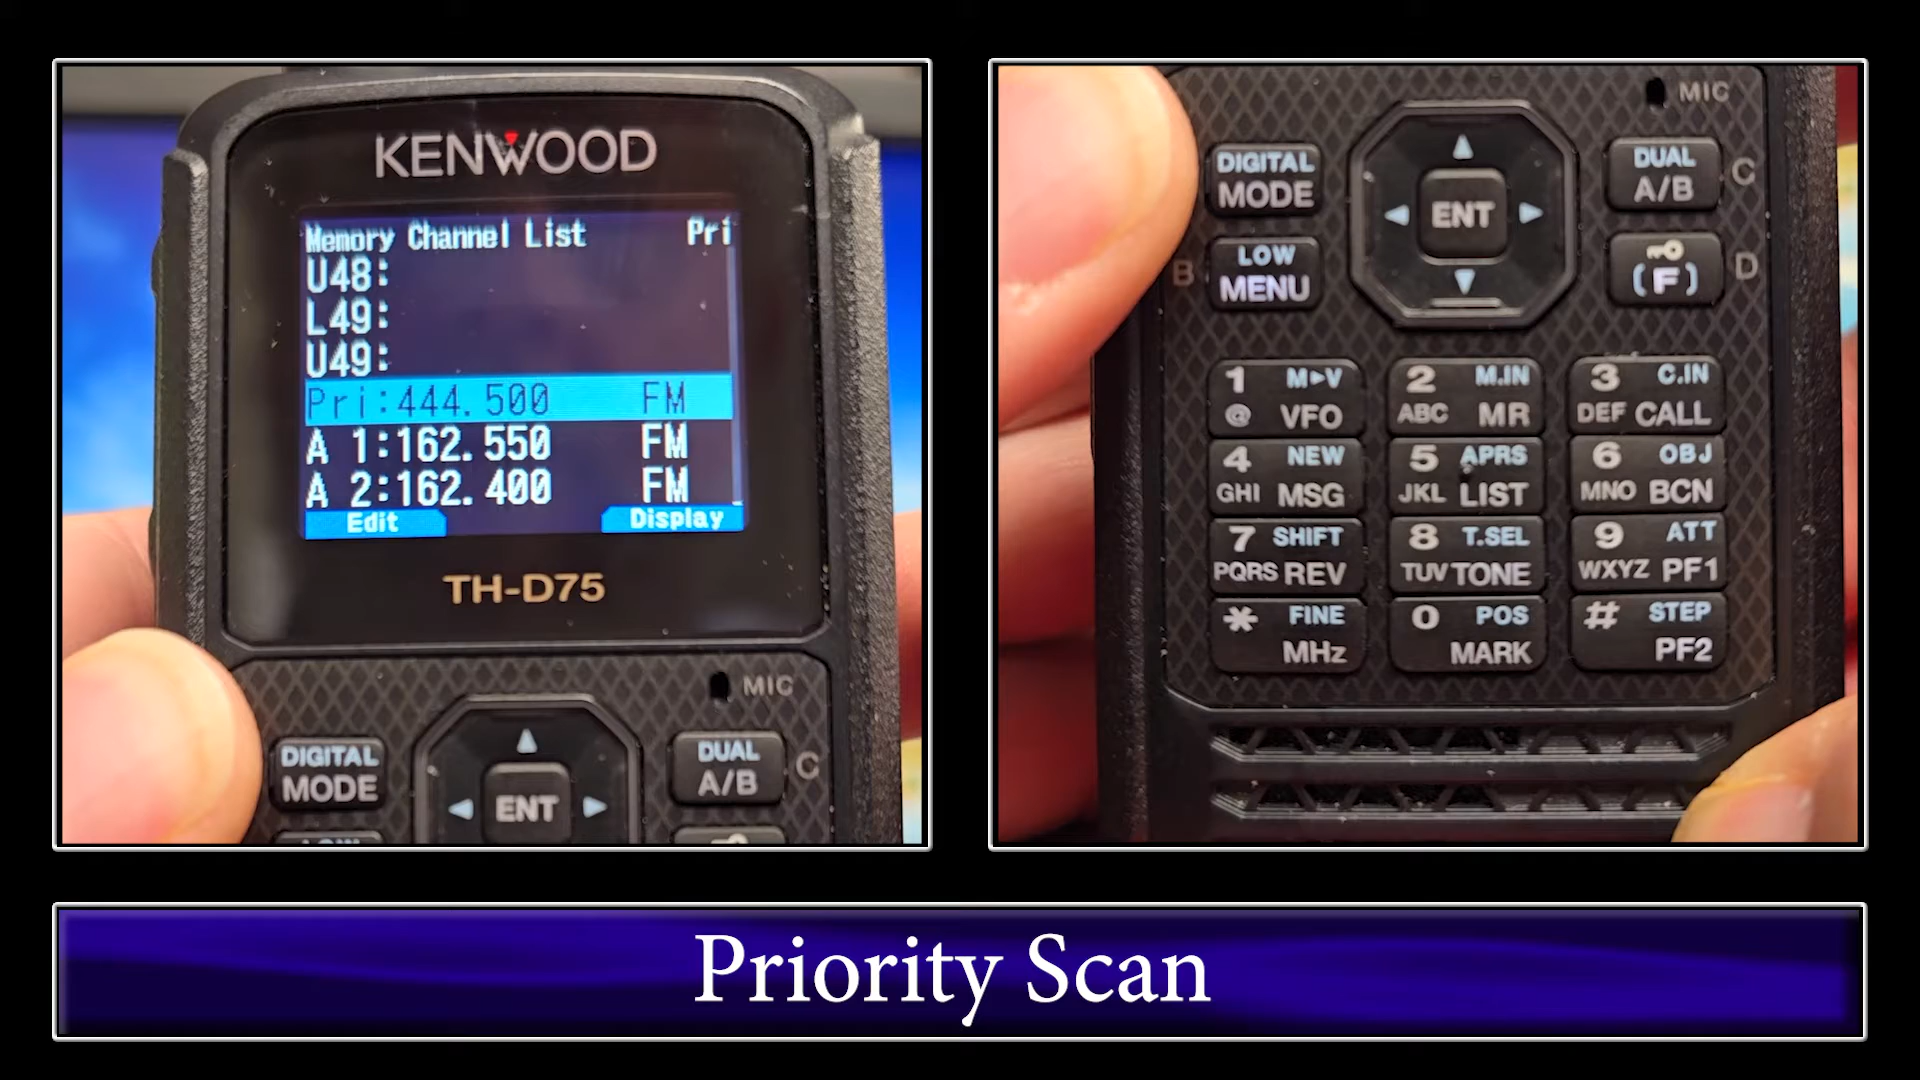 KENWOOD
Memory Channel List Pri
U48:
L49:
U49:
Pri:444.500 FM
A 1:162.550 FM
A 2:162.400 FM
Edit Display
TH-D75
MIC
DIGITAL
MODE
ENT
DUAL
A/B
C
LOW
MIC
DIGITAL
MODE
ENT
DUAL
A/B
C
B
LOW
MENU
(F)
D
1 M►V
@ VFO
2 M.IN
ABC MR
3 C.IN
DEF CALL
4 NEW
GHI MSG
5 APRS
JKL LIST
6 OBJ
MNO BCN
7 SHIFT
PQRS REV
8 T.SEL
TUV TONE
9 ATT
WXYZ PF1
* FINE
MHz
0 POS
MARK
# STEP
PF2
Priority Scan